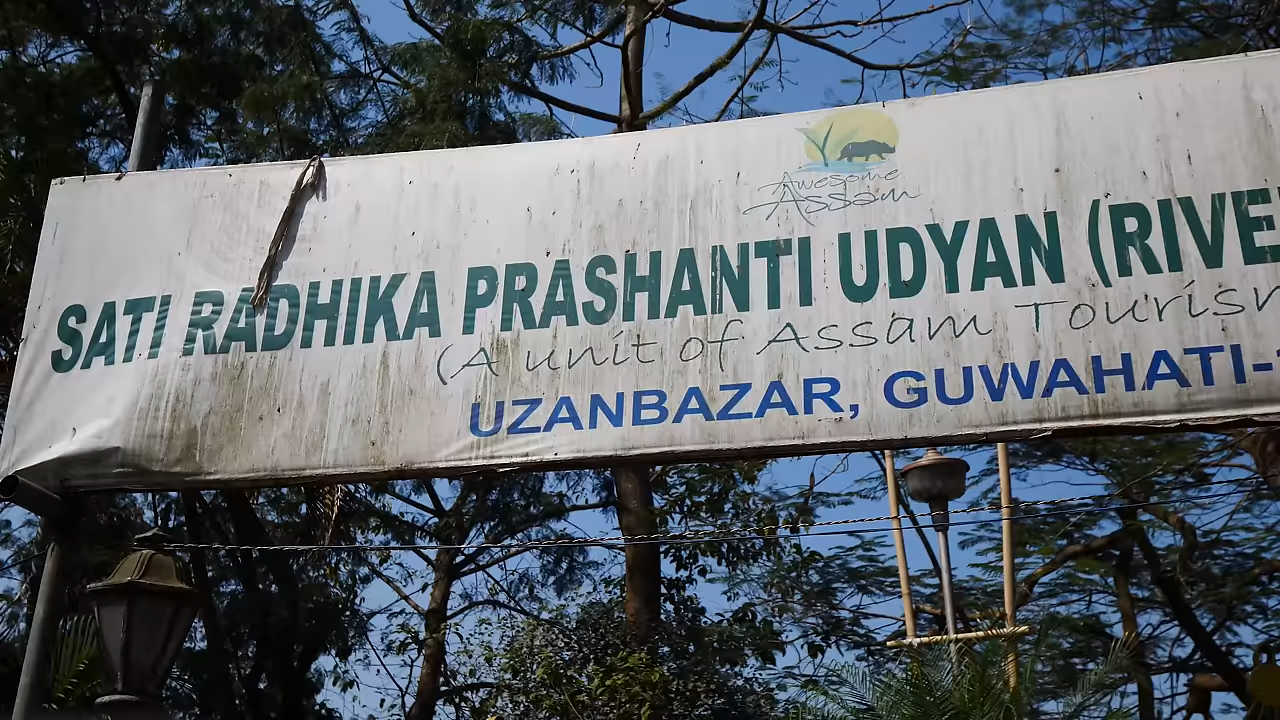 Awesome
Assam
SATI RADHIKA PRASHANTI UDYAN (RIVE
(A unit of Assam Tourism
UZANBAZAR, GUWAHATI-